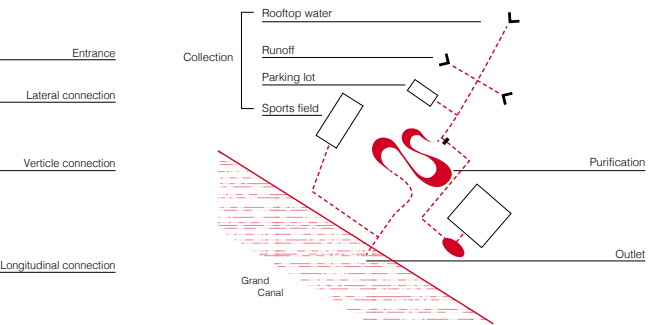 Entrance
Lateral connection
Verticle connection
Longitudinal connection
Collection
Rooftop water
Runoff
Parking lot
Sports field
Purification
Outlet
Grand
Canal